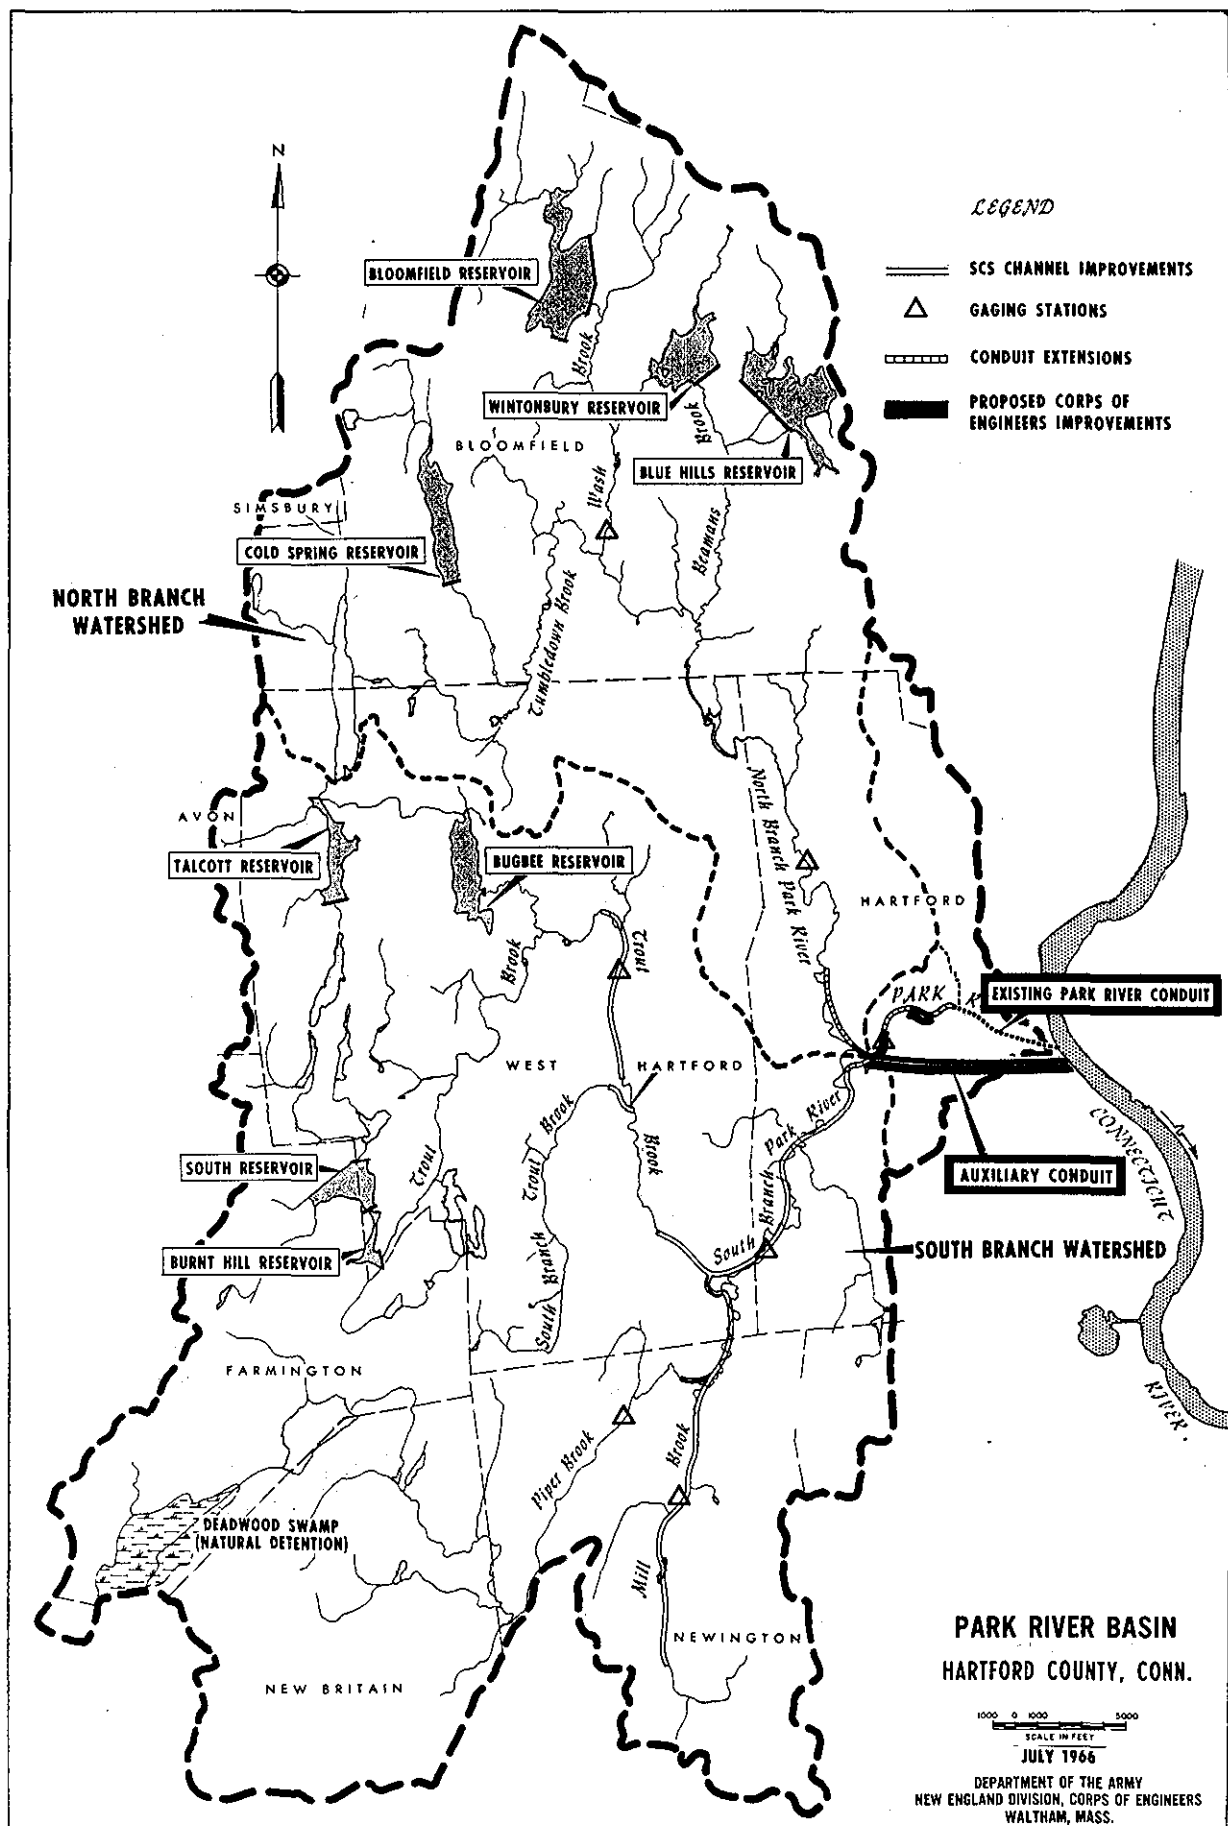 N
LEGEND
SCS CHANNEL IMPROVEMENTS
GAGING STATIONS
CONDUIT EXTENSIONS
PROPOSED CORPS OF
ENGINEERS IMPROVEMENTS
BLOOMFIELD RESERVOIR
Brook
WINTONBURY RESERVOIR
Brook
BLOOMFIELD
BLUE HILLS RESERVOIR
Wash
SIMSBURY
Beamans
COLD SPRING RESERVOIR
NORTH BRANCH
WATERSHED
Tumbledown Brook
North Branch Park River
AVON
TALCOTT RESERVOIR
BUGBEE RESERVOIR
HARTFORD
Trout
Brook
PARK
EXISTING PARK RIVER CONDUIT
WEST
HARTFORD
Brook
Trout
South Branch
Brook
Park River
South Branch
CONNECTICUT
SOUTH RESERVOIR
Trout
AUXILIARY CONDUIT
BURNT HILL RESERVOIR
SOUTH BRANCH WATERSHED
FARMINGTON
RIVER
Piper Brook
Brook
DEADWOOD SWAMP
(NATURAL DETENTION)
Mill
NEWINGTON
NEW BRITAIN
PARK RIVER BASIN
HARTFORD COUNTY, CONN.
1000 0 1000 5000
SCALE IN FEET
JULY 1966
DEPARTMENT OF THE ARMY
NEW ENGLAND DIVISION, CORPS OF ENGINEERS
WALTHAM, MASS.